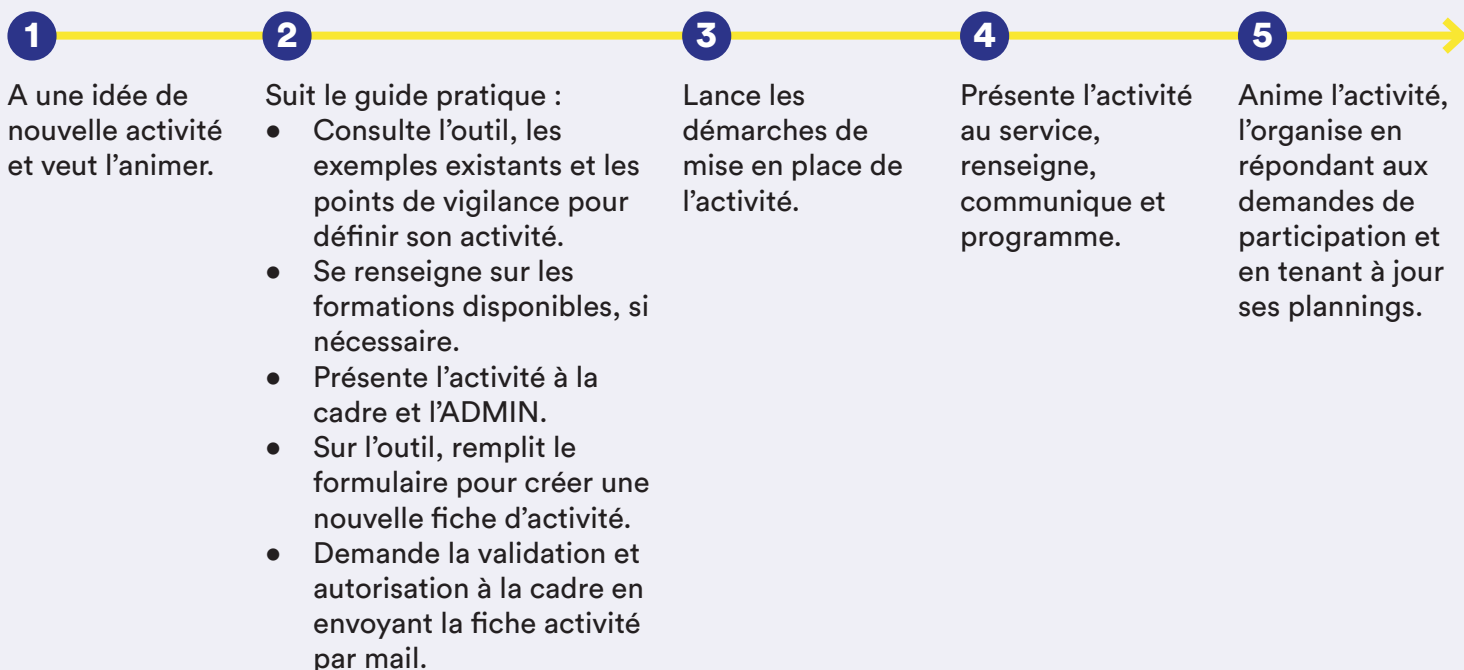 1
A une idée de
nouvelle activité
et veut l’animer.
2
Suit le guide pratique :
● Consulte l’outil, les
exemples existants et les
points de vigilance pour
définir son activité.
● Se renseigne sur les
formations disponibles, si
nécessaire.
● Présente l’activité à la
cadre et l’ADMIN.
● Sur l’outil, remplit le
formulaire pour créer une
nouvelle fiche d’activité.
● Demande la validation et
autorisation à la cadre en
envoyant la fiche activité
par mail.
3
Lance les
démarches de
mise en place de
l’activité.
4
Présente l’activité
au service,
renseigne,
communique et
programme.
5
Anime l’activité,
l’organise en
répondant aux
demandes de
participation et
en tenant à jour
ses plannings.